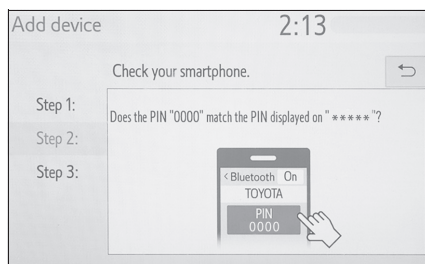 Add device
2:13
Check your smartphone.
Step 1:
Does the PIN "0000" match the PIN displayed on " ***** "?
Step 2:
Step 3:
< Bluetooth On
TOYOTA
PIN
0000